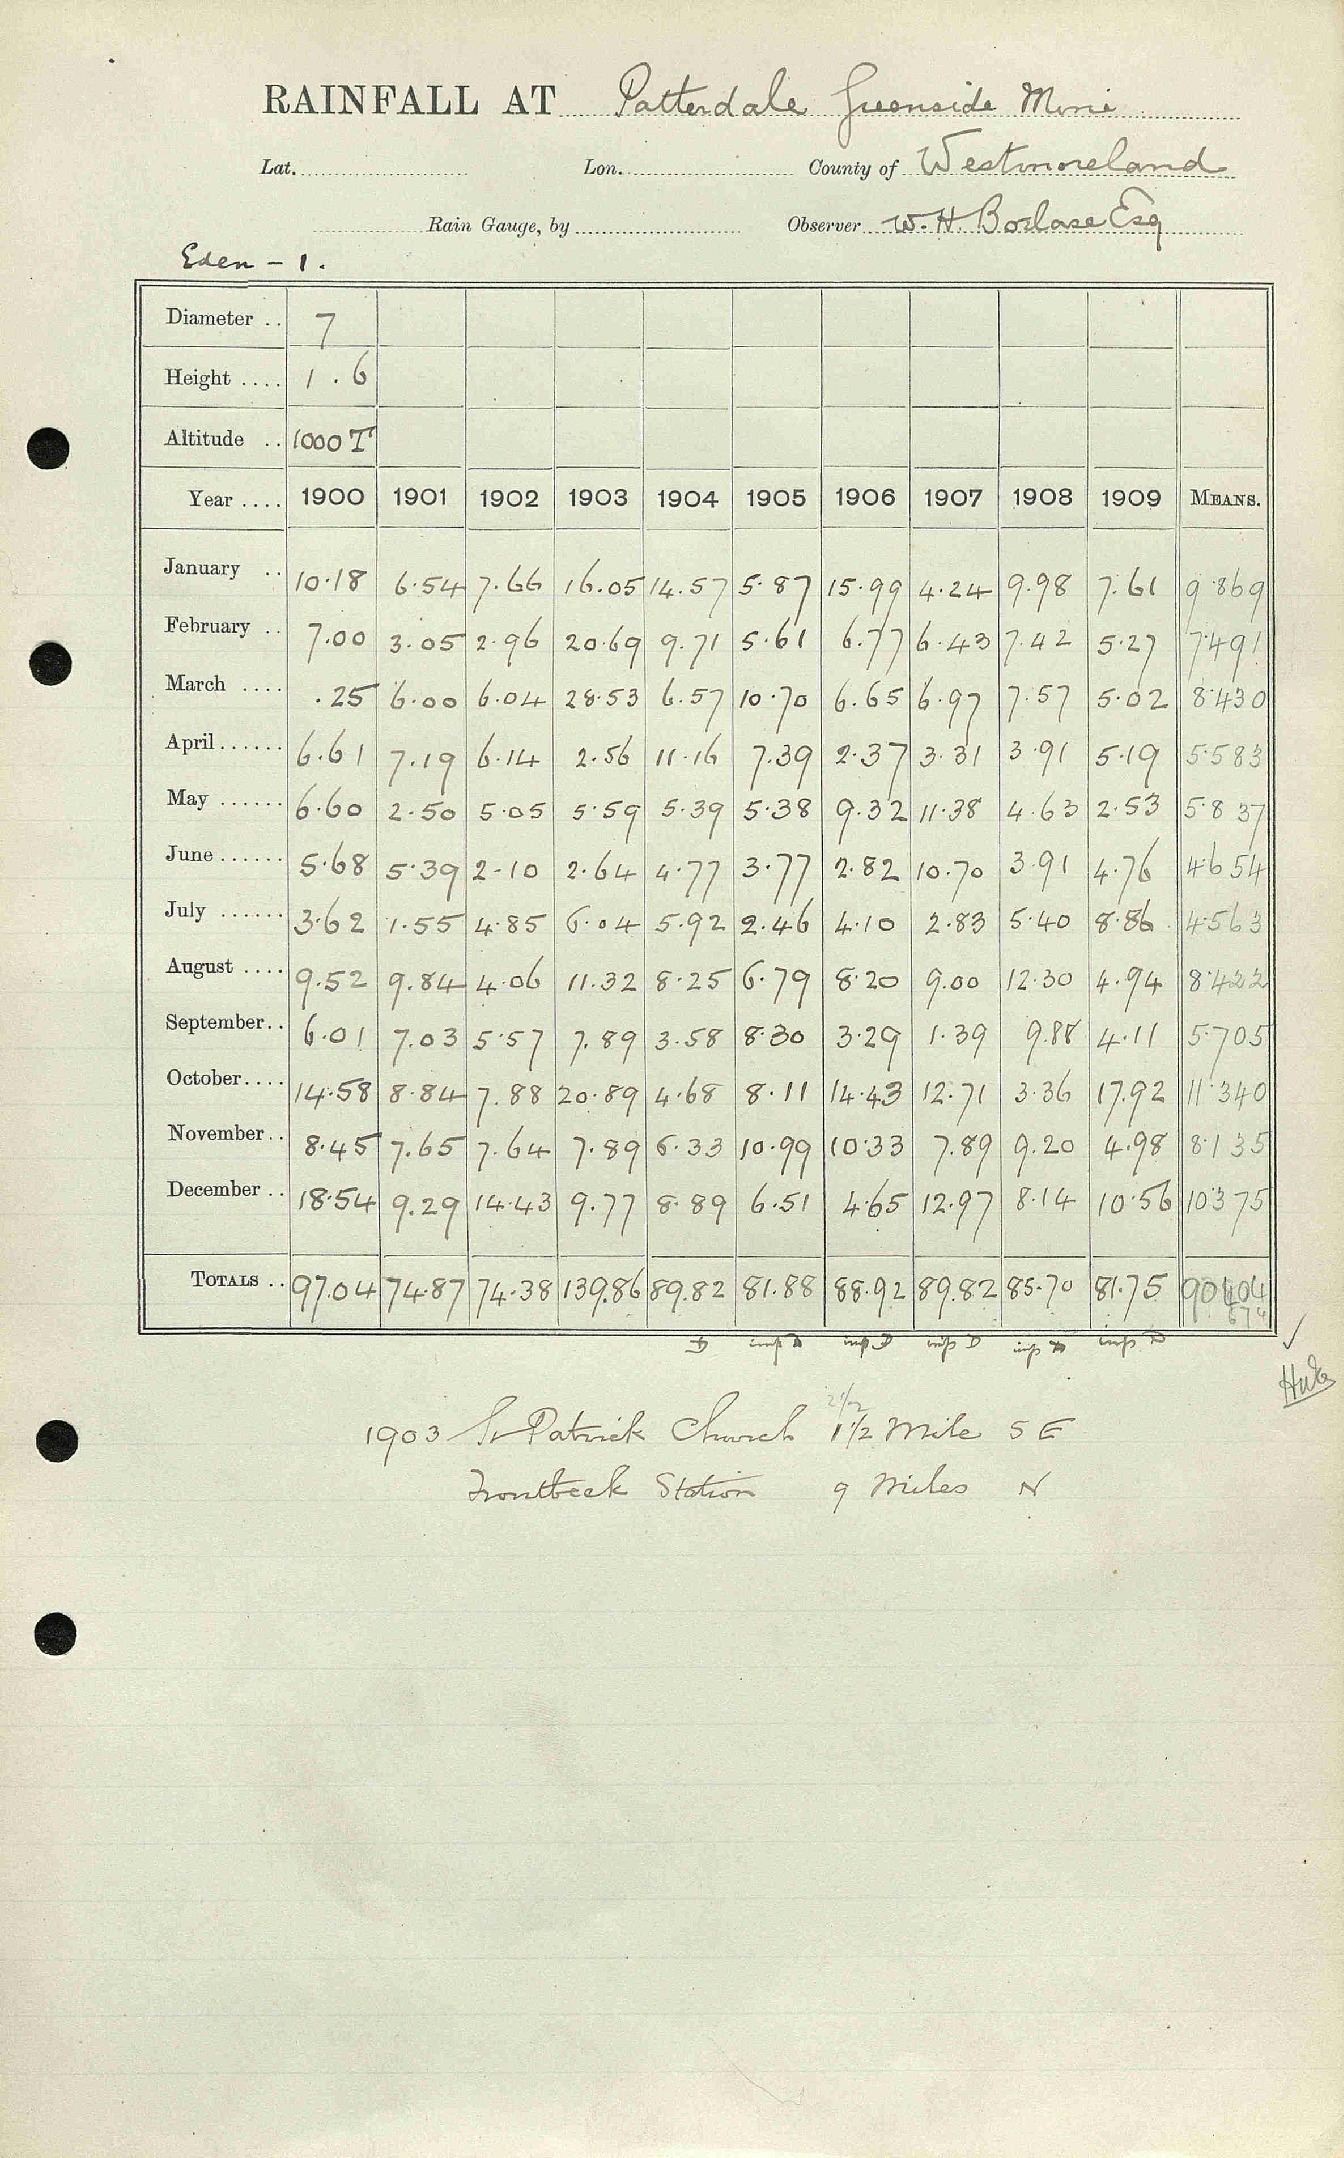 RAINFALL AT Patterdale Greenside Mine
Lat. Lon. County of Westmoreland
Rain Gauge, by Observer W. H. Borlase Esq
Eden - 1.
Diameter .. 7
Height .... 1 . 6
Altitude .. 1000 T
Year .... 1900 1901 1902 1903 1904 1905 1906 1907 1908 1909 MEANS.
January .. 10.18 6.54 7.66 16.05 14.57 5.87 15.99 4.24 9.98 7.61 9.869
February .. 7.00 3.05 2.96 20.69 9.71 5.61 6.77 6.43 7.42 5.27 7.491
March .... .25 6.00 6.04 28.53 6.57 10.70 6.65 6.97 7.57 5.02 8.430
April...... 6.61 7.19 6.14 2.56 11.16 7.39 2.37 3.31 3.91 5.19 5.583
May ...... 6.60 2.50 5.05 5.59 5.39 5.38 9.32 11.38 4.63 2.53 5.837
June...... 5.68 5.39 2.10 2.64 4.77 3.77 2.82 10.70 3.91 4.76 4.654
July ...... 3.62 1.55 4.85 6.04 5.92 2.46 4.10 2.83 5.40 8.86 4.563
August .... 9.52 9.84 4.06 11.32 8.25 6.79 8.20 9.00 12.30 4.94 8.422
September.. 6.01 7.03 5.57 7.89 3.58 8.30 3.29 1.39 9.88 4.11 5.705
October.... 14.58 8.84 7.88 20.89 4.68 8.11 14.43 12.71 3.36 17.92 11.340
November.. 8.45 7.65 7.64 7.89 6.33 10.99 10.33 7.89 9.20 4.98 8.135
December .. 18.54 9.29 14.43 9.77 8.89 6.51 4.65 12.97 8.14 10.56 10.375
TOTALS .. 97.04 74.87 74.38 139.86 89.82 81.88 88.92 89.82 85.70 81.75 90.404
D inp D inp D inp D inp D inp D
2 1/2
1903 St Patrick Church 1 1/2 Mile S E
Troutbeck Station 9 Miles N